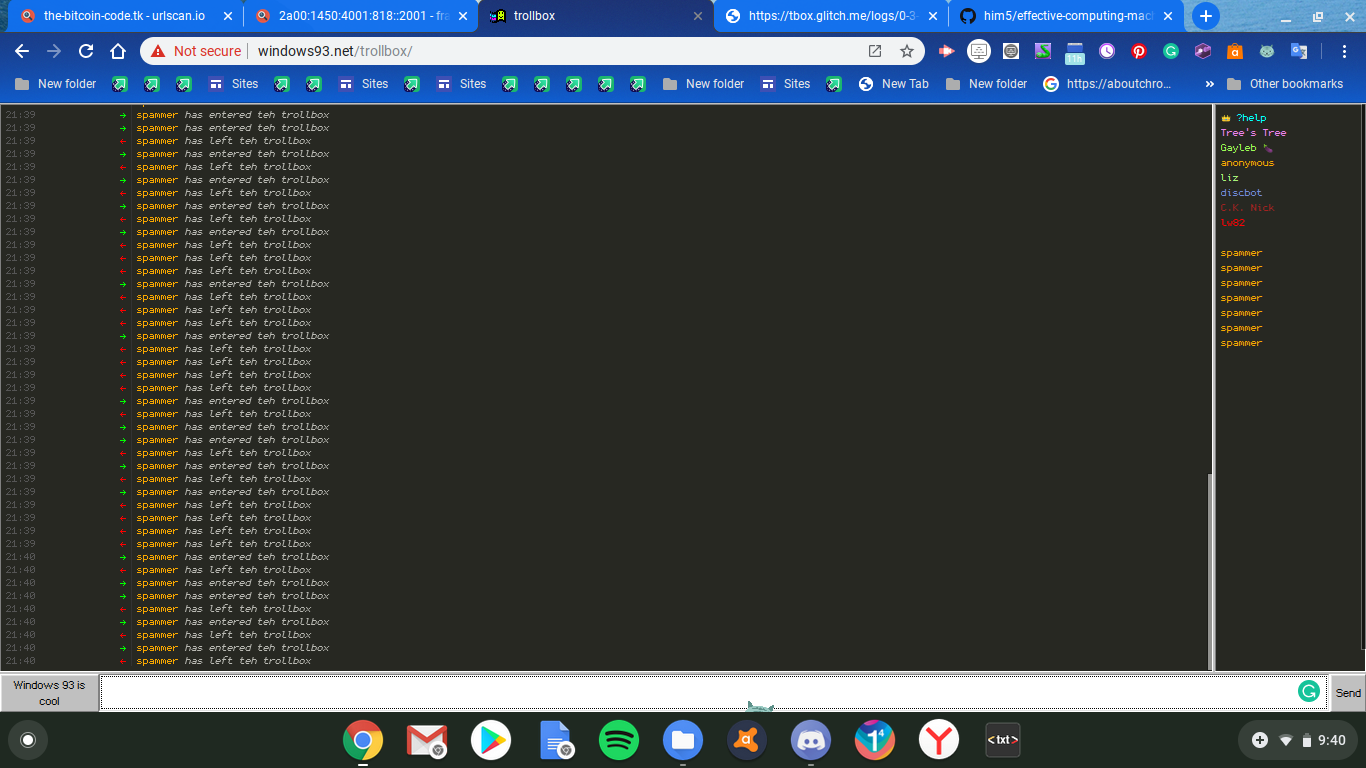 the-bitcoin-code.tk - urlscan.io
2a00:1450:4001:818::2001 - fra
trollbox
https://tbox.glitch.me/logs/0-3-
him5/effective-computing-mach
Not secure | windows93.net/trollbox/
11h
New folder Sites Sites Sites New folder Sites New Tab New folder https://aboutchro... » Other bookmarks
21:39 → spammer has entered teh trollbox
21:39 → spammer has entered teh trollbox
21:39 ← spammer has left teh trollbox
21:39 → spammer has entered teh trollbox
21:39 ← spammer has left teh trollbox
21:39 → spammer has entered teh trollbox
21:39 ← spammer has left teh trollbox
21:39 → spammer has entered teh trollbox
21:39 ← spammer has left teh trollbox
21:39 → spammer has entered teh trollbox
21:39 ← spammer has left teh trollbox
21:39 ← spammer has left teh trollbox
21:39 ← spammer has left teh trollbox
21:39 → spammer has entered teh trollbox
21:39 ← spammer has left teh trollbox
21:39 ← spammer has left teh trollbox
21:39 ← spammer has left teh trollbox
21:39 → spammer has entered teh trollbox
21:39 ← spammer has left teh trollbox
21:39 ← spammer has left teh trollbox
21:39 ← spammer has left teh trollbox
21:39 ← spammer has left teh trollbox
21:39 → spammer has entered teh trollbox
21:39 ← spammer has left teh trollbox
21:39 → spammer has entered teh trollbox
21:39 → spammer has entered teh trollbox
21:39 ← spammer has left teh trollbox
21:39 → spammer has entered teh trollbox
21:39 ← spammer has left teh trollbox
21:39 → spammer has entered teh trollbox
21:39 ← spammer has left teh trollbox
21:39 ← spammer has left teh trollbox
21:39 ← spammer has left teh trollbox
21:39 ← spammer has left teh trollbox
21:40 → spammer has entered teh trollbox
21:40 ← spammer has left teh trollbox
21:40 → spammer has entered teh trollbox
21:40 → spammer has entered teh trollbox
21:40 ← spammer has left teh trollbox
21:40 → spammer has entered teh trollbox
21:40 ← spammer has left teh trollbox
21:40 → spammer has entered teh trollbox
21:40 ← spammer has left teh trollbox
?help
Tree's Tree
Gayleb
anonymous
liz
discbot
C.K. Nick
lw82
spammer
spammer
spammer
spammer
spammer
spammer
spammer
Windows 93 is
cool
Send
<txt>
9:40